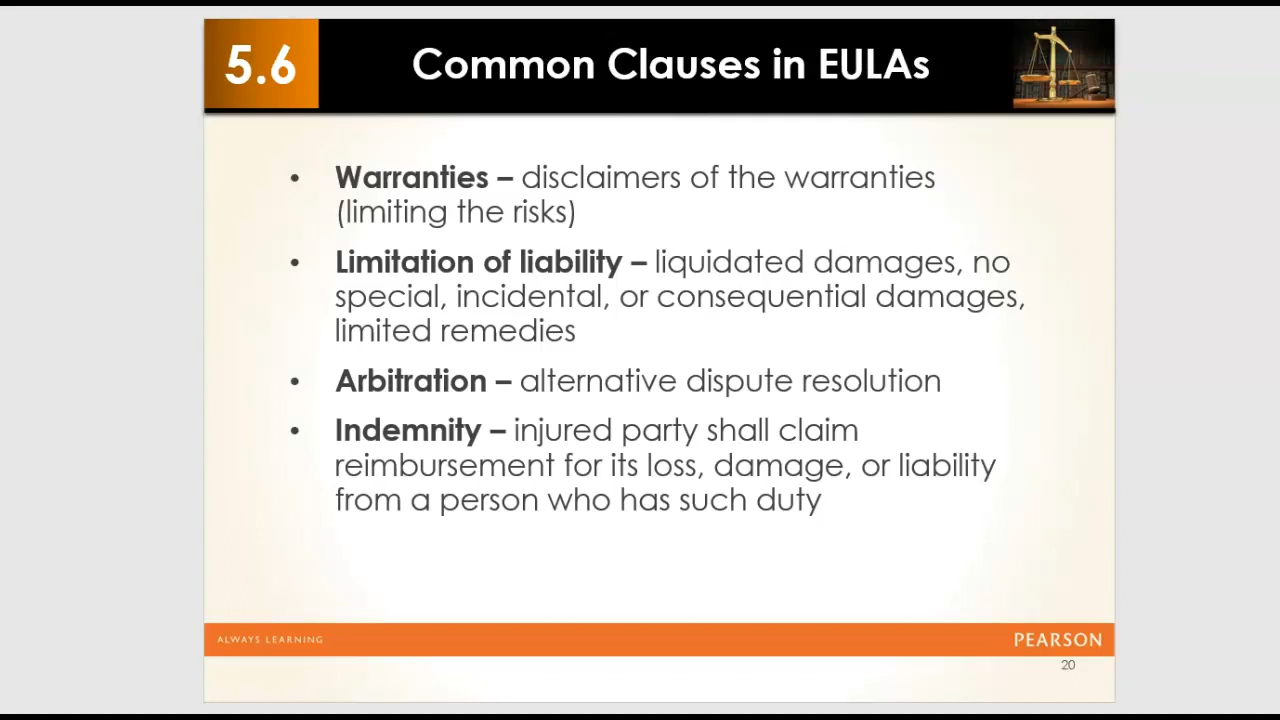 5.6
Common Clauses in EULAs
• Warranties – disclaimers of the warranties
(limiting the risks)
• Limitation of liability – liquidated damages, no
special, incidental, or consequential damages,
limited remedies
• Arbitration – alternative dispute resolution
• Indemnity – injured party shall claim
reimbursement for its loss, damage, or liability
from a person who has such duty
ALWAYS LEARNING
PEARSON
20